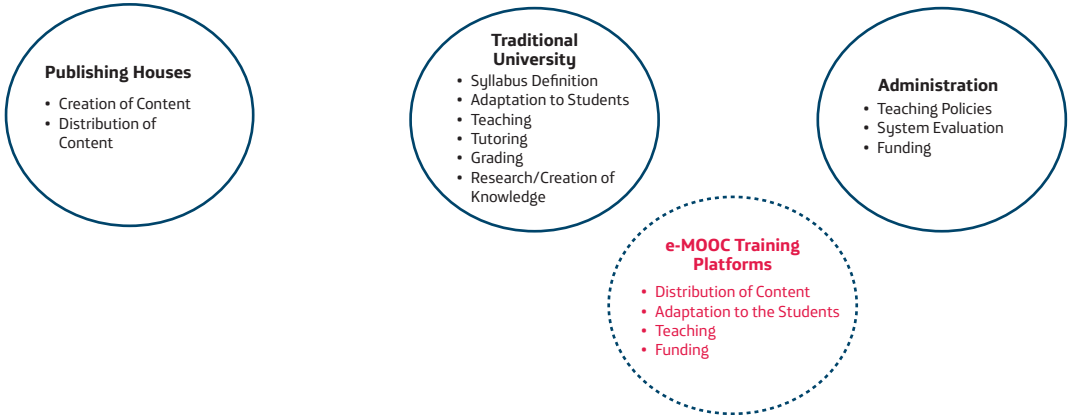 Publishing Houses
• Creation of Content
• Distribution of
Content
Traditional
University
• Syllabus Definition
• Adaptation to Students
• Teaching
• Tutoring
• Grading
• Research/Creation of
Knowledge
Administration
• Teaching Policies
• System Evaluation
• Funding
e-MOOC Training
Platforms
• Distribution of Content
• Adaptation to the Students
• Teaching
• Funding